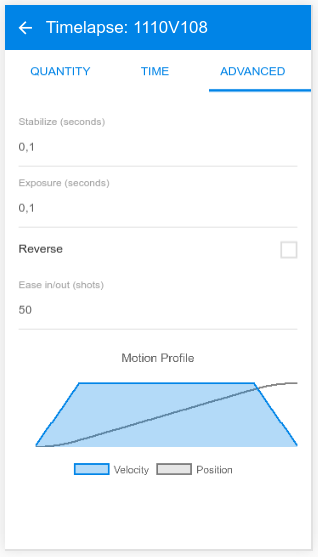 Timelapse: 1110V108
QUANTITY TIME ADVANCED
Stabilize (seconds)
0,1
Exposure (seconds)
0,1
Reverse
Ease in/out (shots)
50
Motion Profile
Velocity Position